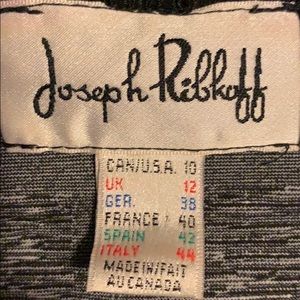 Joseph Ribkoff
CAN/U.S.A. 10
UK 12
GER. 38
FRANCE 40
SPAIN 42
ITALY 44
MADE IN/FAIT
AU CANADA